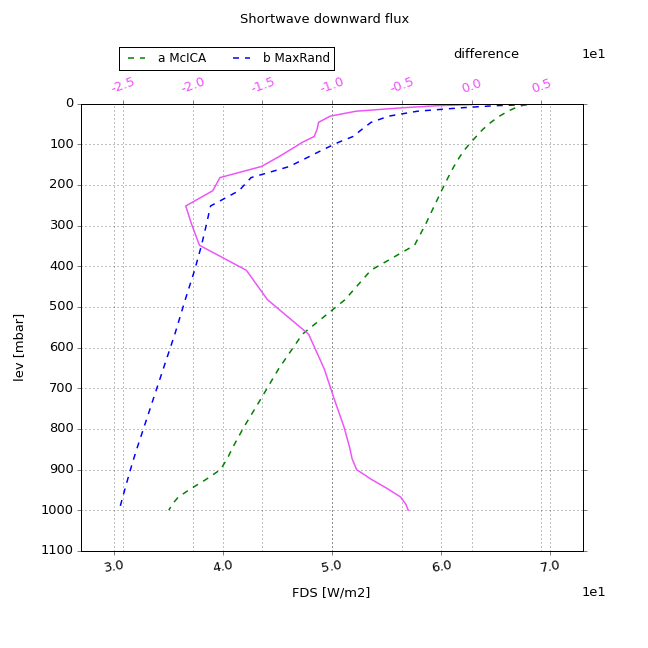 Shortwave downward flux
a McICA b MaxRand difference 1e1
-2.5 -2.0 -1.5 -1.0 -0.5 0.0 0.5
0
100
200
300
400
500
600
700
800
900
1000
1100
lev [mbar]
3.0 4.0 5.0 6.0 7.0
FDS [W/m2] 1e1